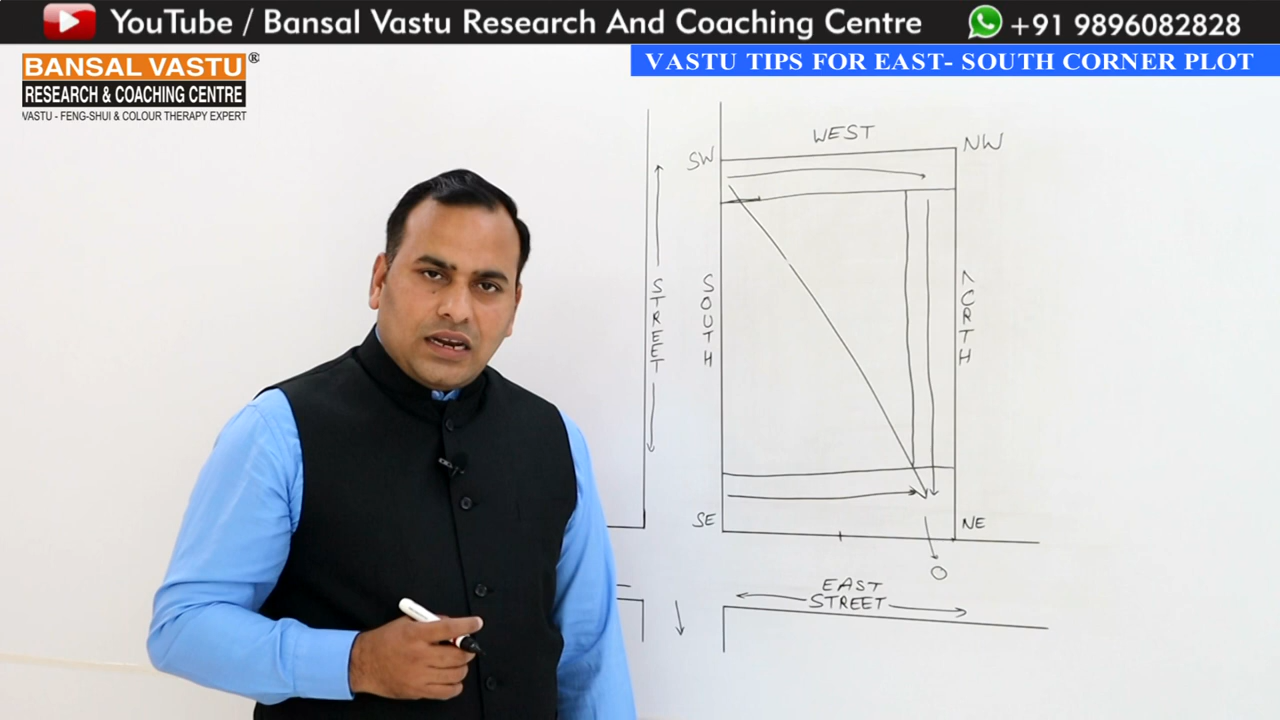 YouTube / Bansal Vastu Research And Coaching Centre
+91 9896082828
BANSAL VASTU®
RESEARCH & COACHING CENTRE
VASTU - FENG-SHUI & COLOUR THERAPY EXPERT
VASTU TIPS FOR EAST- SOUTH CORNER PLOT
WEST
SW
NW
STREET
SOUTH
NORTH
SE
NE
O
EAST
STREET